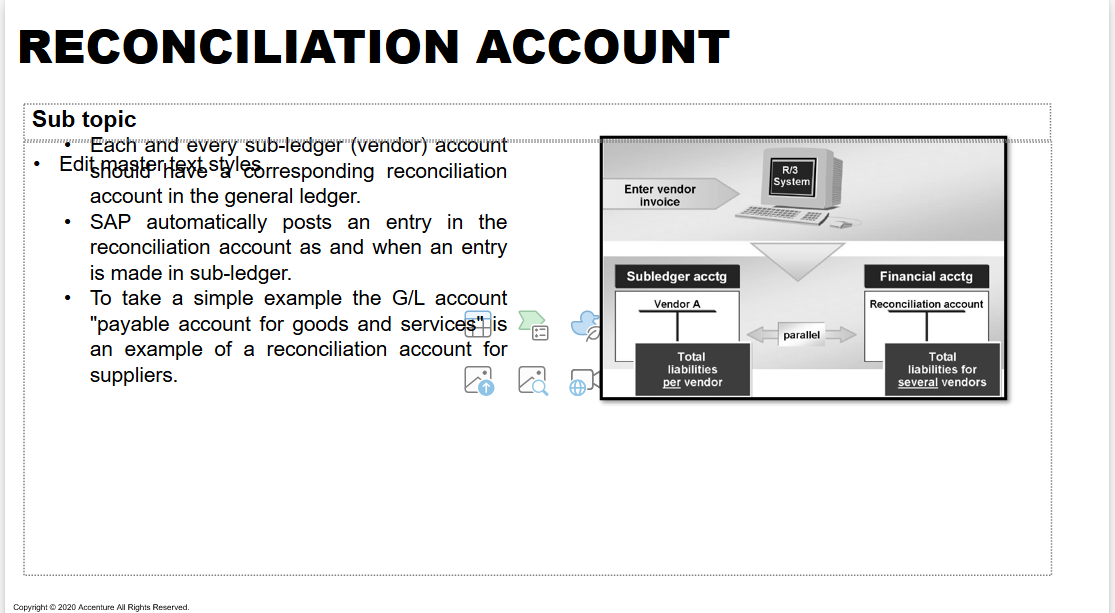 RECONCILIATION ACCOUNT
Sub topic
• Each and every sub-ledger (vendor) account
• Edit master text styles
should have a corresponding reconciliation
account in the general ledger.
• SAP automatically posts an entry in the
reconciliation account as and when an entry
is made in sub-ledger.
• To take a simple example the G/L account
"payable account for goods and services" is
an example of a reconciliation account for
suppliers.
R/3
System
Enter vendor
invoice
Subledger acctg
Vendor A
Total
liabilities
per vendor
parallel
Financial acctg
Reconciliation account
Total
liabilities for
several vendors
Copyright © 2020 Accenture All Rights Reserved.